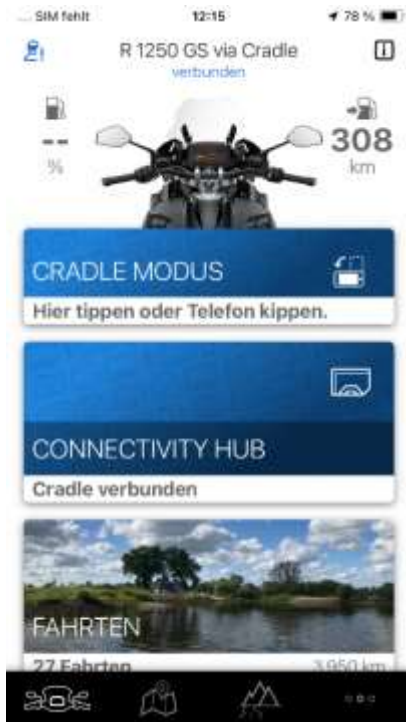 SIM fehlt 12:15 78 %
R 1250 GS via Cradle
verbunden
-- 308
% km
CRADLE MODUS
Hier tippen oder Telefon kippen.
CONNECTIVITY HUB
Cradle verbunden
FAHRTEN
27 Fahrten 3.950 km